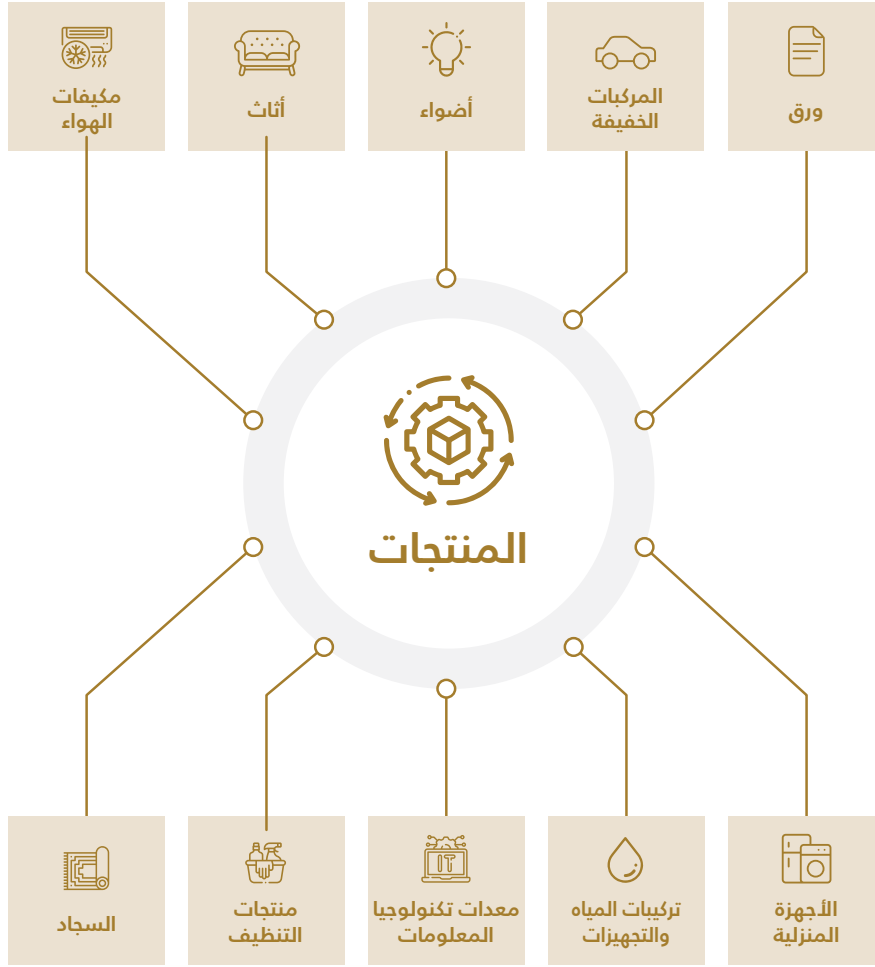 ورق
المركبات
الخفيفة
أضواء
أثاث
مكيفات
الهواء
المنتجات
الأجهزة
المنزلية
تركيبات المياه
والتجهيزات
IT
معدات تكنولوجيا
المعلومات
منتجات
التنظيف
السجاد